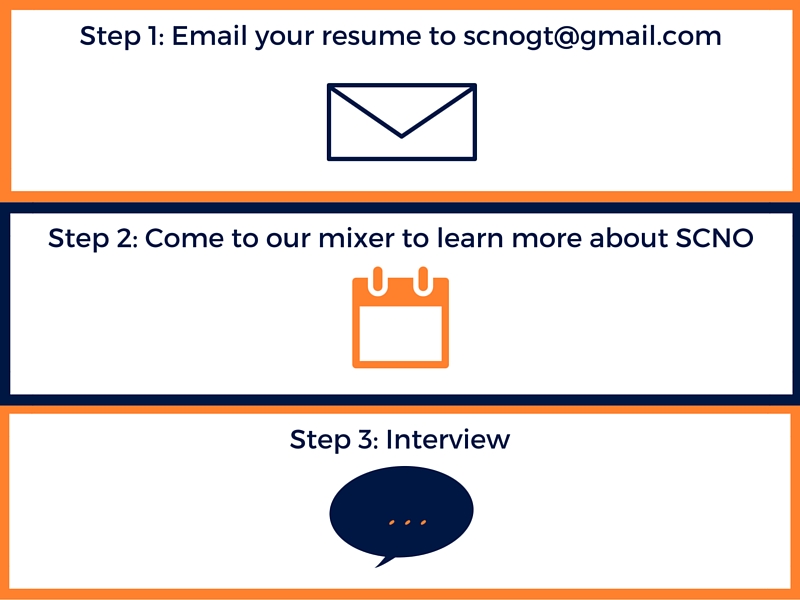 Step 1: Email your resume to scnogt@gmail.com
Step 2: Come to our mixer to learn more about SCNO
Step 3: Interview
...